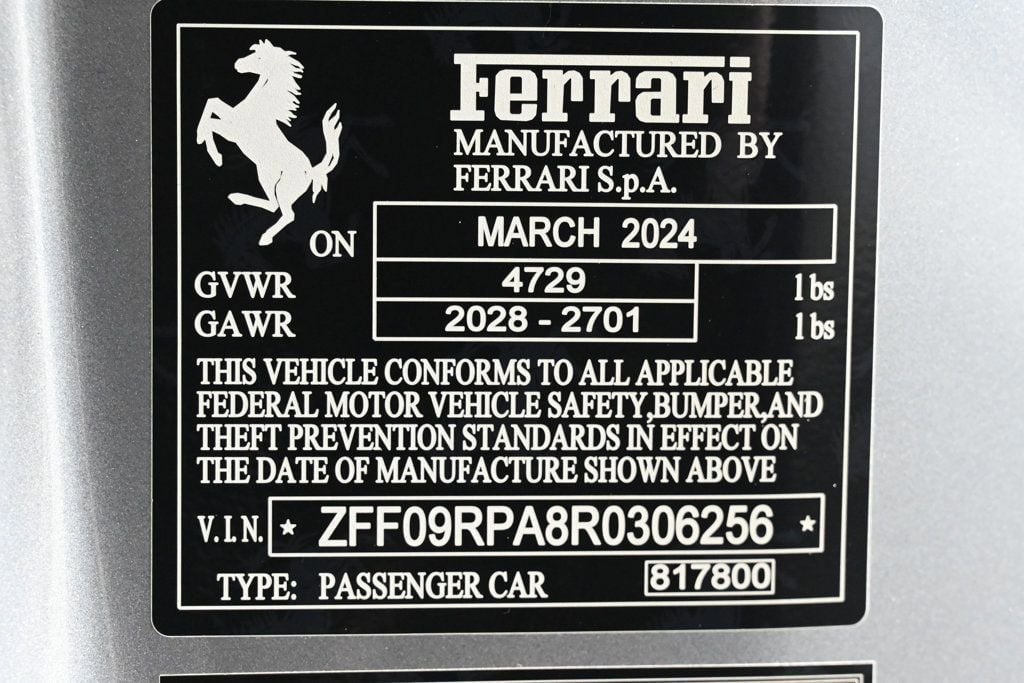 Ferrari
MANUFACTURED BY
FERRARI S.p.A.
ON MARCH 2024
GVWR 4729 lbs
GAWR 2028 - 2701 lbs
THIS VEHICLE CONFORMS TO ALL APPLICABLE
FEDERAL MOTOR VEHICLE SAFETY,BUMPER,AND
THEFT PREVENTION STANDARDS IN EFFECT ON
THE DATE OF MANUFACTURE SHOWN ABOVE
V.I.N. * ZFF09RPA8R0306256 *
TYPE: PASSENGER CAR 817800